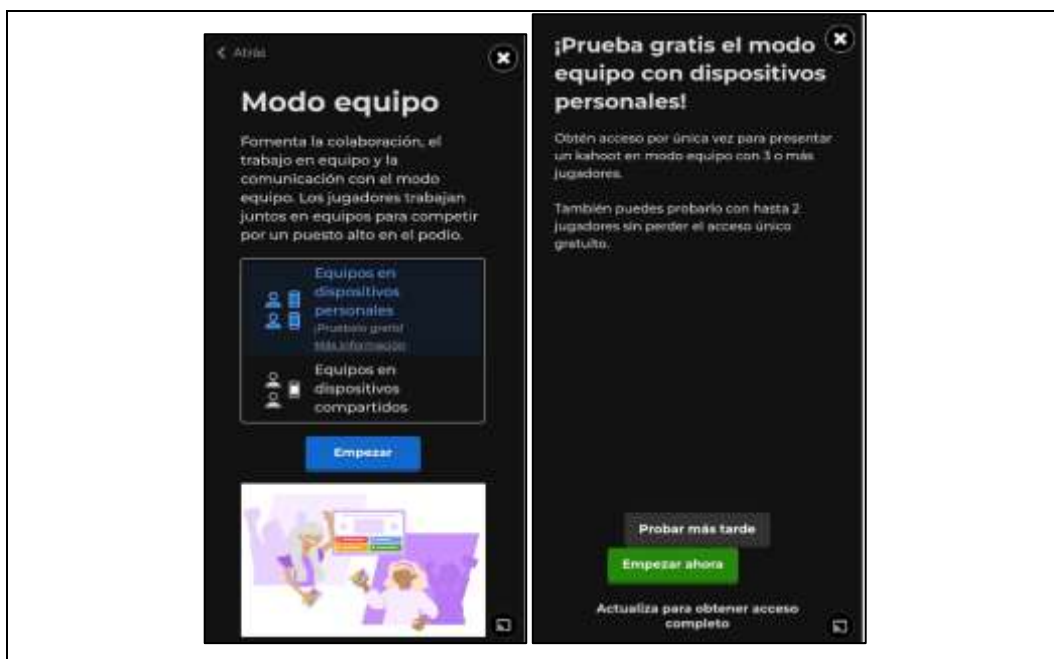 Atrás
Modo equipo
Fomenta la colaboración, el
trabajo en equipo y la
comunicación con el modo
equipo. Los jugadores trabajan
juntos en equipos para competir
por un puesto alto en el podio.
Equipos en
dispositivos
personales
¡Pruébalo gratis!
Más información
Equipos en
dispositivos
compartidos
Empezar
¡Prueba gratis el modo
equipo con dispositivos
personales!
Obtén acceso por única vez para presentar
un kahoot en modo equipo con 3 o más
jugadores.
También puedes probarlo con hasta 2
jugadores sin perder el acceso único
gratuito.
Probar más tarde
Empezar ahora
Actualiza para obtener acceso
completo